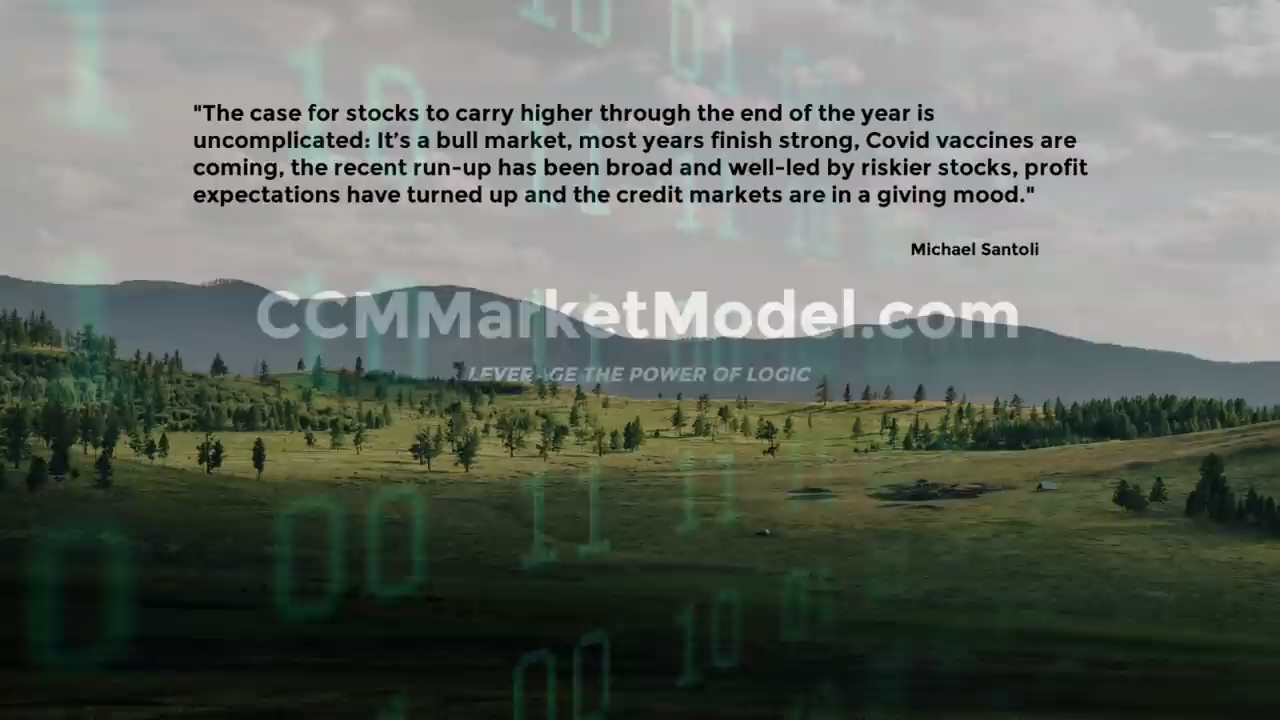 "The case for stocks to carry higher through the end of the year is
uncomplicated: It’s a bull market, most years finish strong, Covid vaccines are
coming, the recent run-up has been broad and well-led by riskier stocks, profit
expectations have turned up and the credit markets are in a giving mood."
Michael Santoli
CCMMarketModel.com
LEVERAGE THE POWER OF LOGIC